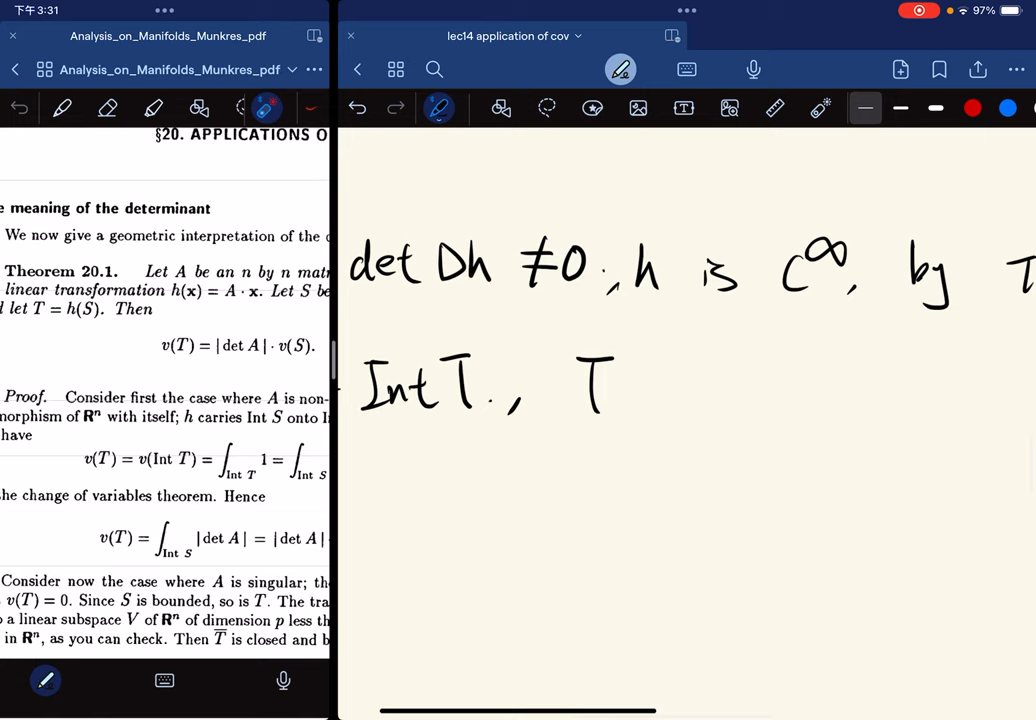 下午3:31
97%
Analysis_on_Manifolds_Munkres_pdf
lec14 application of cov
Analysis_on_Manifolds_Munkres_pdf
§20. APPLICATIONS O
e meaning of the determinant
We now give a geometric interpretation of the d
Theorem 20.1. Let A be an n by n matr
linear transformation h(x) = A · x. Let S be
d let T = h(S). Then
v(T) = |det A| · v(S).
Proof. Consider first the case where A is non-
morphism of Rⁿ with itself; h carries Int S onto I
have
v(T) = v(Int T) = ∫_{Int T} 1 = ∫_{Int S}
he change of variables theorem. Hence
v(T) = ∫_{Int S} |det A| = |det A|
Consider now the case where A is singular; the
v(T) = 0. Since S is bounded, so is T. The tra
o a linear subspace V of Rⁿ of dimension p less th
in Rⁿ, as you can check. Then T̅ is closed and b
det Dh ≠ 0, h is C^∞, by T
Int T., T